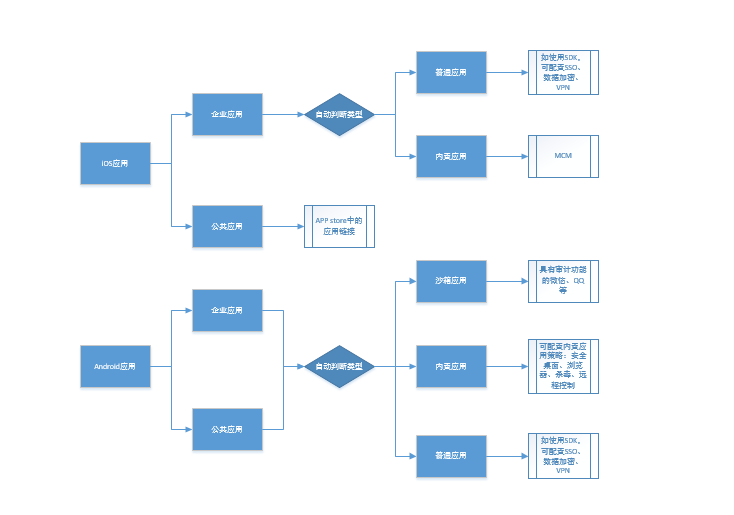 如使用SDK,
可配置SSO、
数据加密、
VPN
普通应用
企业应用
自动判断类型
内置应用
MCM
iOS应用
公共应用
APP store中的
应用链接
具有审计功能
的微信、QQ
等
沙箱应用
企业应用
可配置内置应
用策略：安全
桌面、浏览
器、杀毒、远
程控制
Android应用
自动判断类型
内置应用
公共应用
普通应用
如使用SDK,
可配置SSO、
数据加密、
VPN